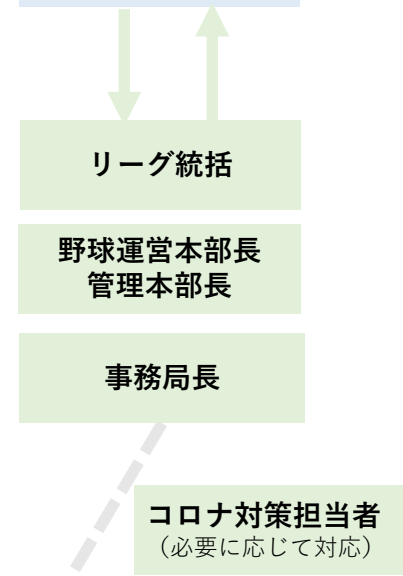 リーグ統括
野球運営本部長
管理本部長
事務局長
コロナ対策担当者
（必要に応じて対応）